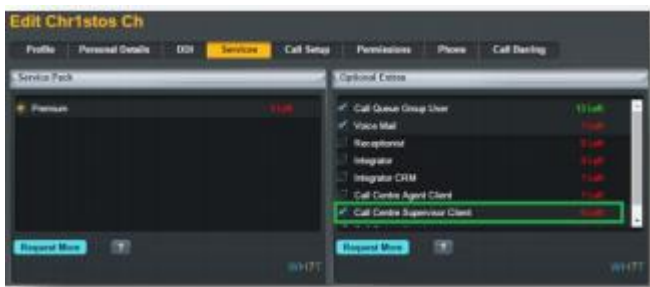 Edit Chr1stos Ch
Profile Personal Details DDI Services Call Setup Permissions Phone Call Barring
Service Pack
Optional Extras
Premium
Call Queue Group User
Voice Mail
Receptionist
Integrator
Integrator CRM
Call Centre Agent Client
Call Centre Supervisor Client
Request More ?
Request More ?